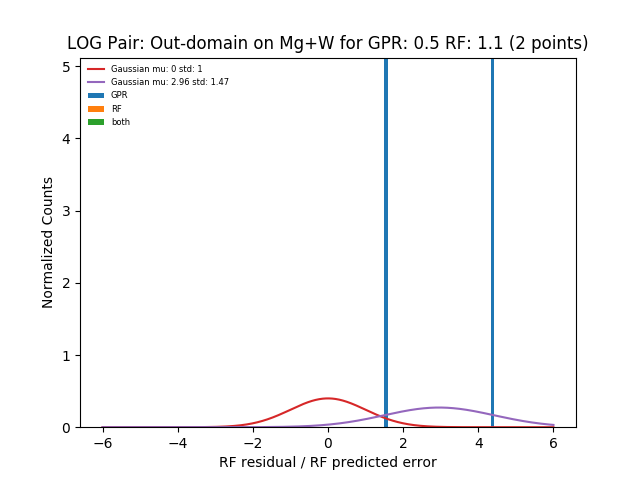 LOG Pair: Out-domain on Mg+W for GPR: 0.5 RF: 1.1 (2 points)
Gaussian mu: 0 std: 1
Gaussian mu: 2.96 std: 1.47
GPR
RF
both
5
4
3
2
1
0
Normalized Counts
−6 −4 −2 0 2 4 6
RF residual / RF predicted error